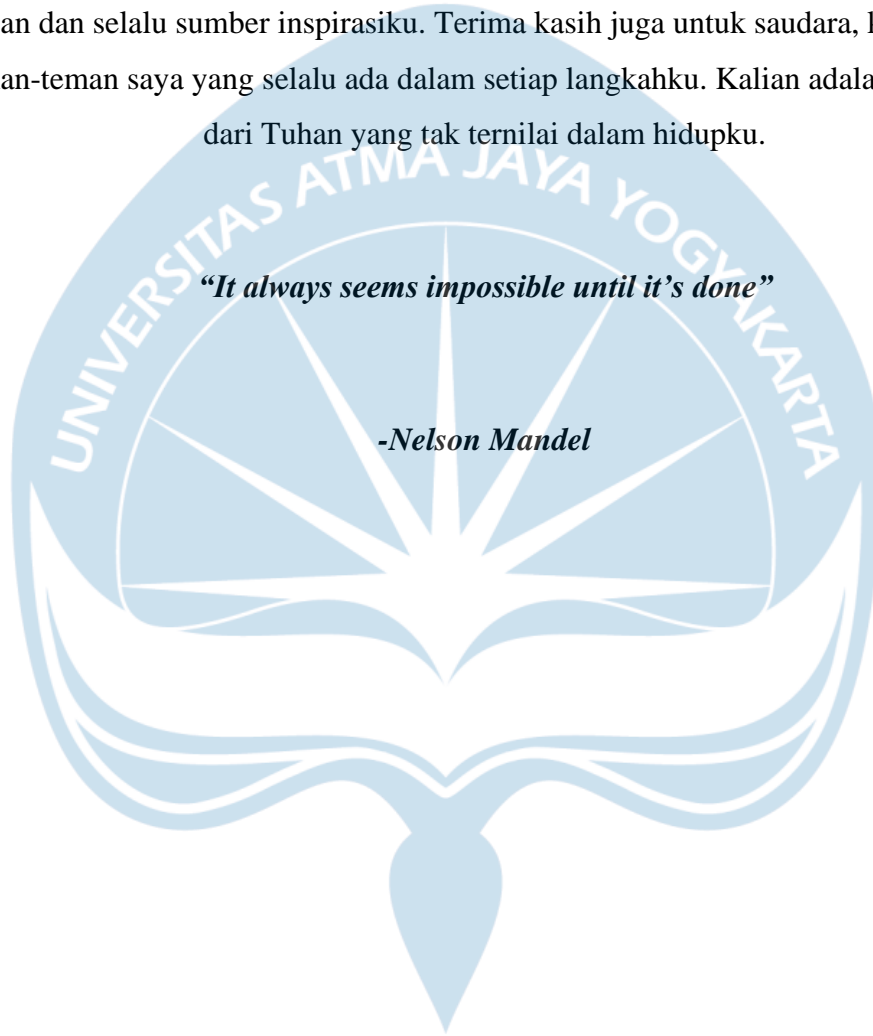 an dan selalu sumber inspirasiku. Terima kasih juga untuk saudara,
an-teman saya yang selalu ada dalam setiap langkahku. Kalian adala
dari Tuhan yang tak ternilai dalam hidupku.
UNIVERSITAS ATMA JAYA YOGYAKARTA
“It always seems impossible until it’s done”
-Nelson Mandel